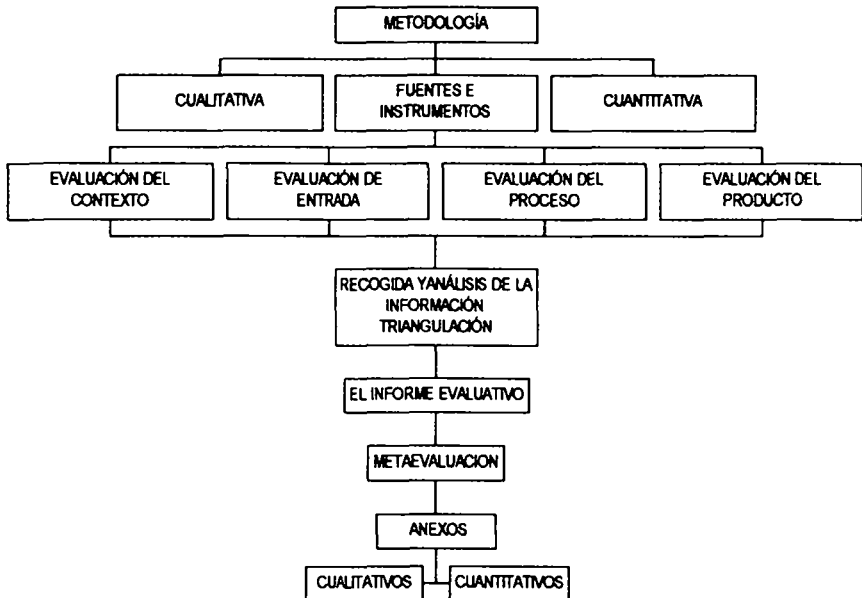 METODOLOGÍA
CUALITATIVA
FUENTES E
INSTRUMENTOS
CUANTITATIVA
EVALUACIÓN DEL
CONTEXTO
EVALUACIÓN DE
ENTRADA
EVALUACIÓN DEL
PROCESO
EVALUACIÓN DEL
PRODUCTO
RECOGIDA YANÁLISIS DE LA
INFORMACIÓN
TRIANGULACIÓN
EL INFORME EVALUATIVO
METAEVALUACION
ANEXOS
CUALITATIVOS
CUANTITATIVOS